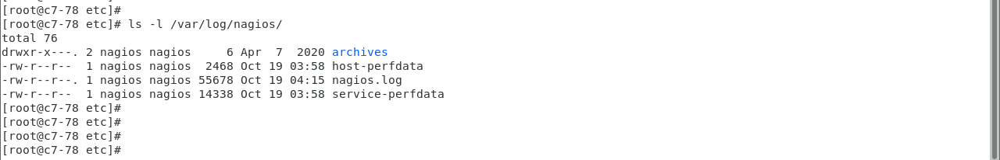 [root@c7-78 etc]#
[root@c7-78 etc]# ls -l /var/log/nagios/
total 76
drwxr-x---. 2 nagios nagios     6 Apr  7  2020 archives
-rw-r--r--  1 nagios nagios  2468 Oct 19 03:58 host-perfdata
-rw-r--r--. 1 nagios nagios 55678 Oct 19 04:15 nagios.log
-rw-r--r--  1 nagios nagios 14338 Oct 19 03:58 service-perfdata
[root@c7-78 etc]#
[root@c7-78 etc]#
[root@c7-78 etc]#
[root@c7-78 etc]#